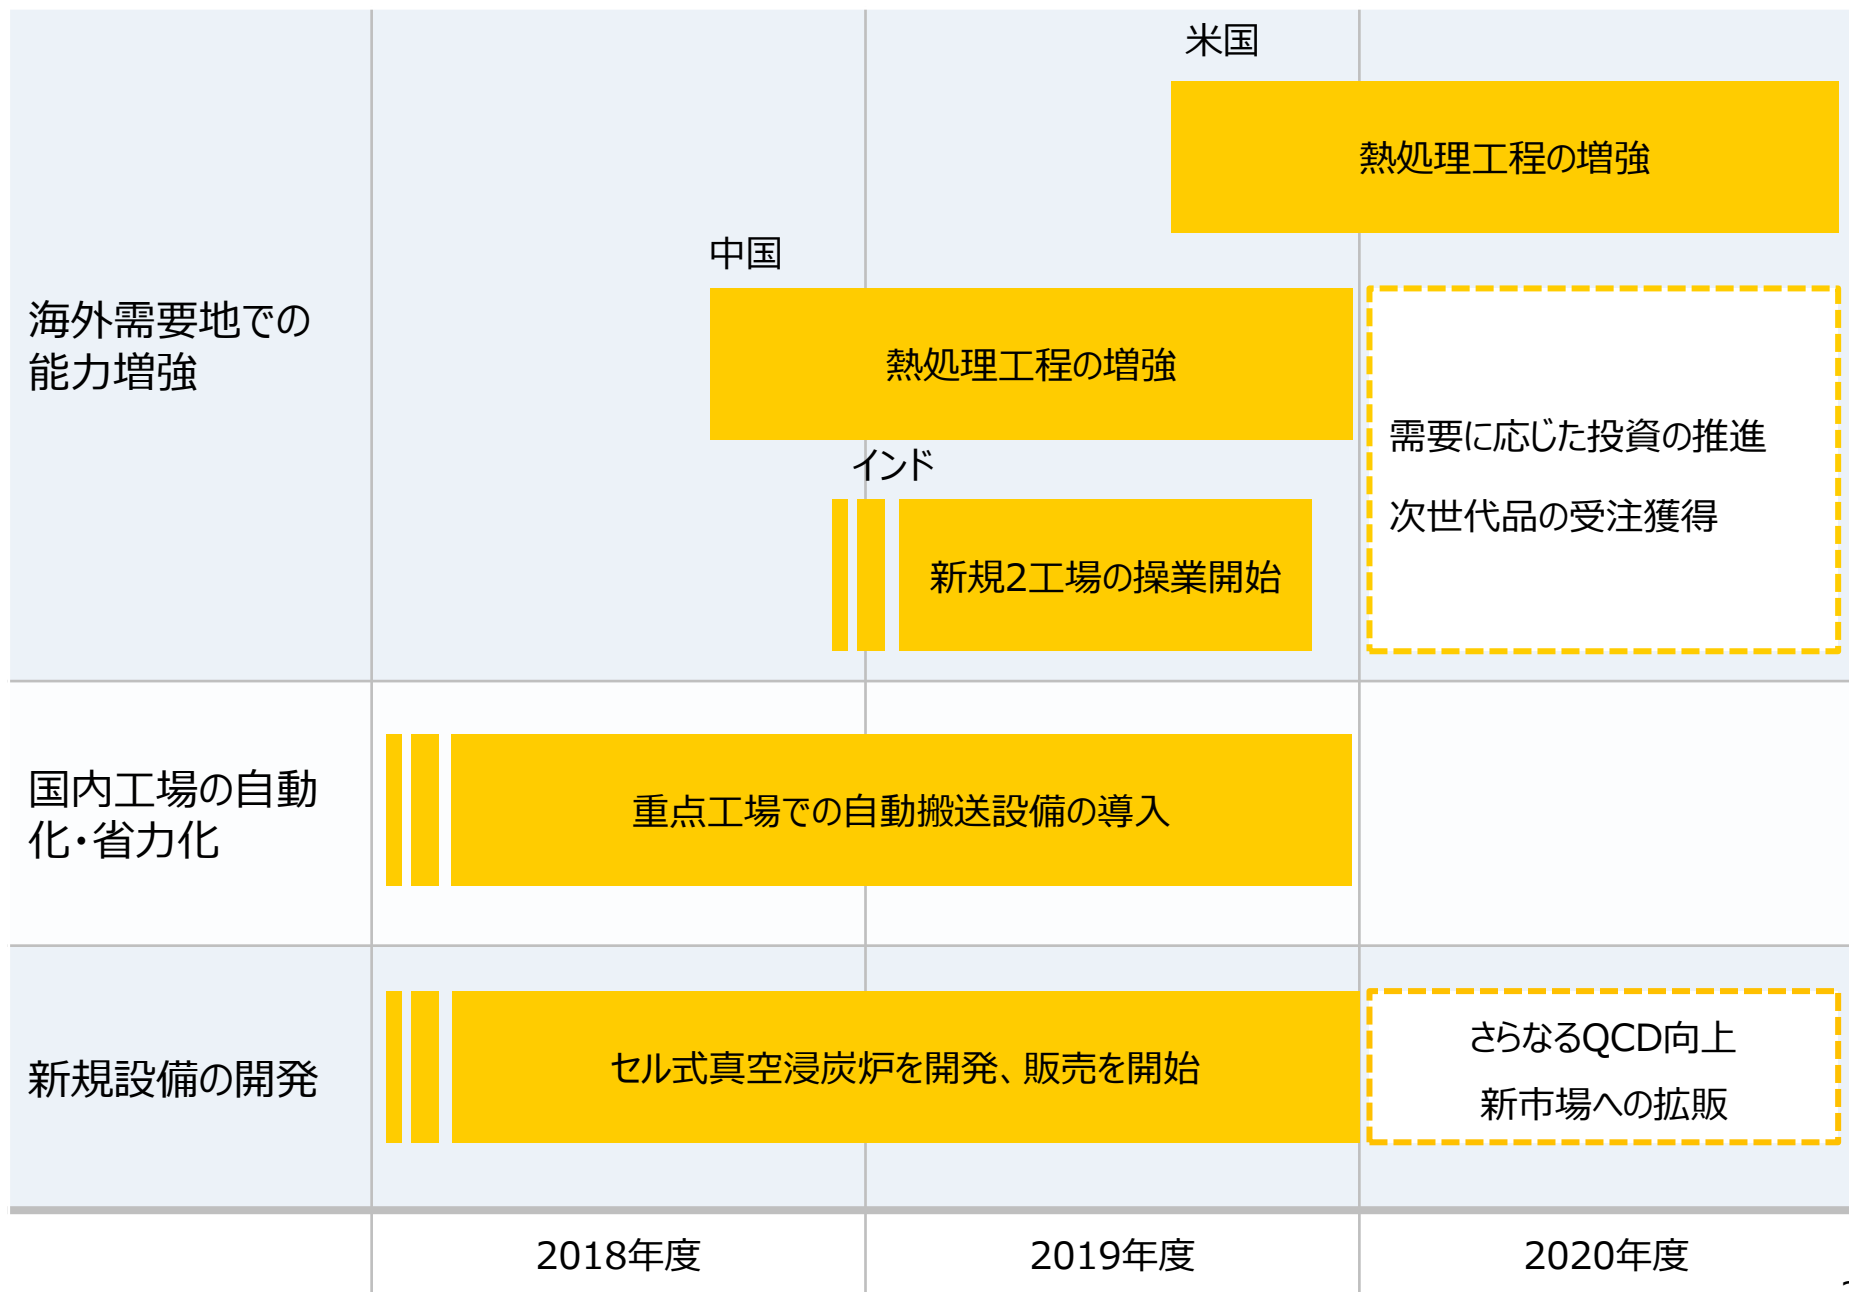 米国
熱処理工程の増強
中国
海外需要地での
能力増強
熱処理工程の増強
需要に応じた投資の推進
次世代品の受注獲得
インド
新規2工場の操業開始
国内工場の自動
化・省力化
重点工場での自動搬送設備の導入
新規設備の開発
セル式真空浸炭炉を開発、販売を開始
さらなるQCD向上
新市場への拡販
2018年度
2019年度
2020年度